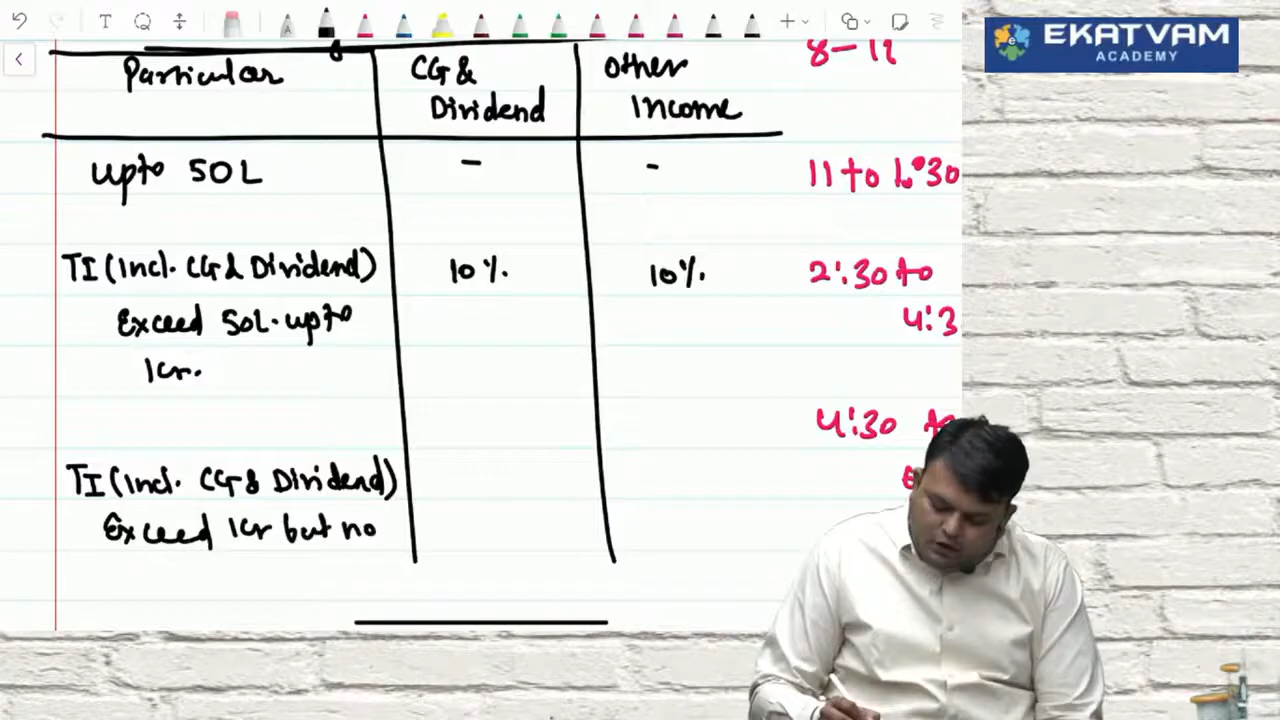 EKATVAM
ACADEMY
Particular
CG &
Dividend
Other
Income
upto 50L
-
-
TI (Incl. CG & Dividend)
Exceed 50L. upto
1cr.
10%.
10%.
TI (Incl. CG & Dividend)
Exceed 1cr but no
8-12
11 to 1:30
2:30 to
4:3
4:30